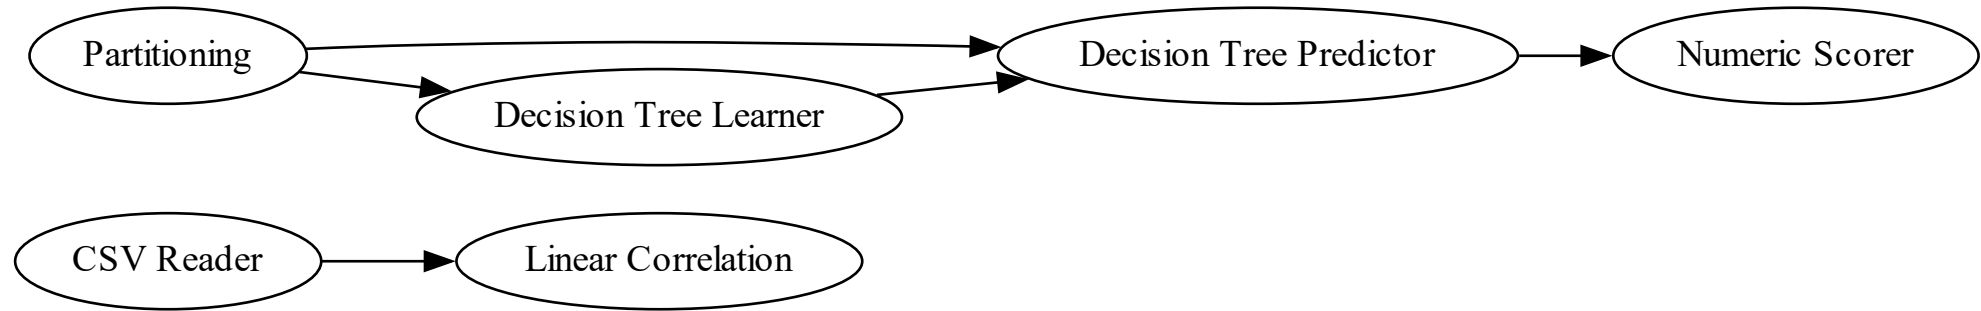 Partitioning
Decision Tree Predictor
Numeric Scorer
Decision Tree Learner
CSV Reader
Linear Correlation